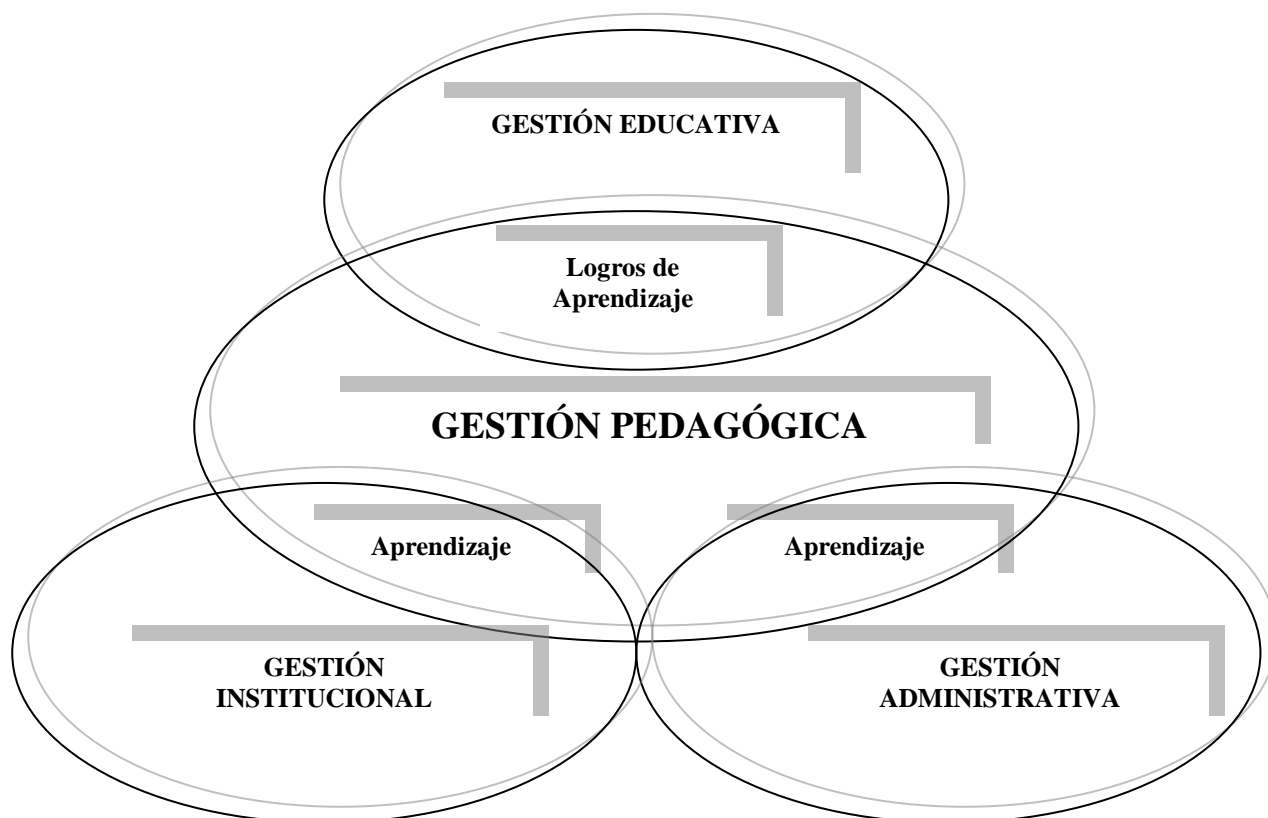 GESTIÓN EDUCATIVA
Logros de
Aprendizaje
GESTIÓN PEDAGÓGICA
Aprendizaje
Aprendizaje
GESTIÓN
INSTITUCIONAL
GESTIÓN
ADMINISTRATIVA